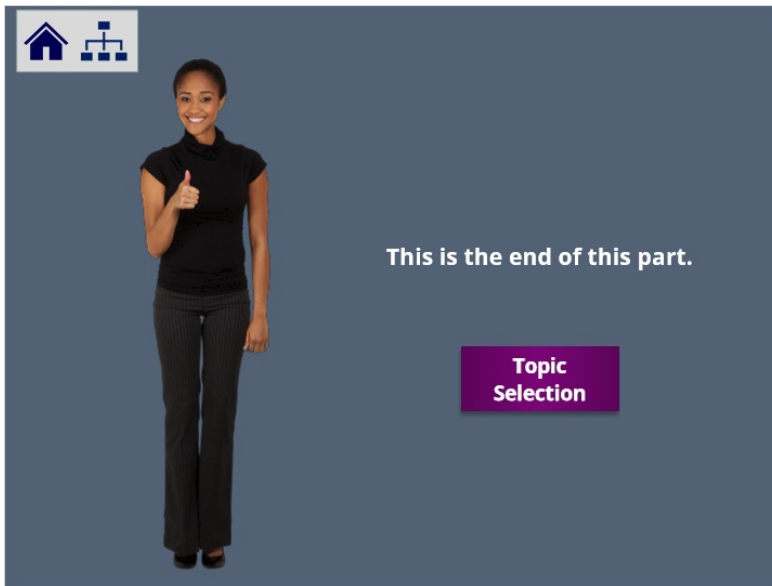 This is the end of this part.
Topic
Selection